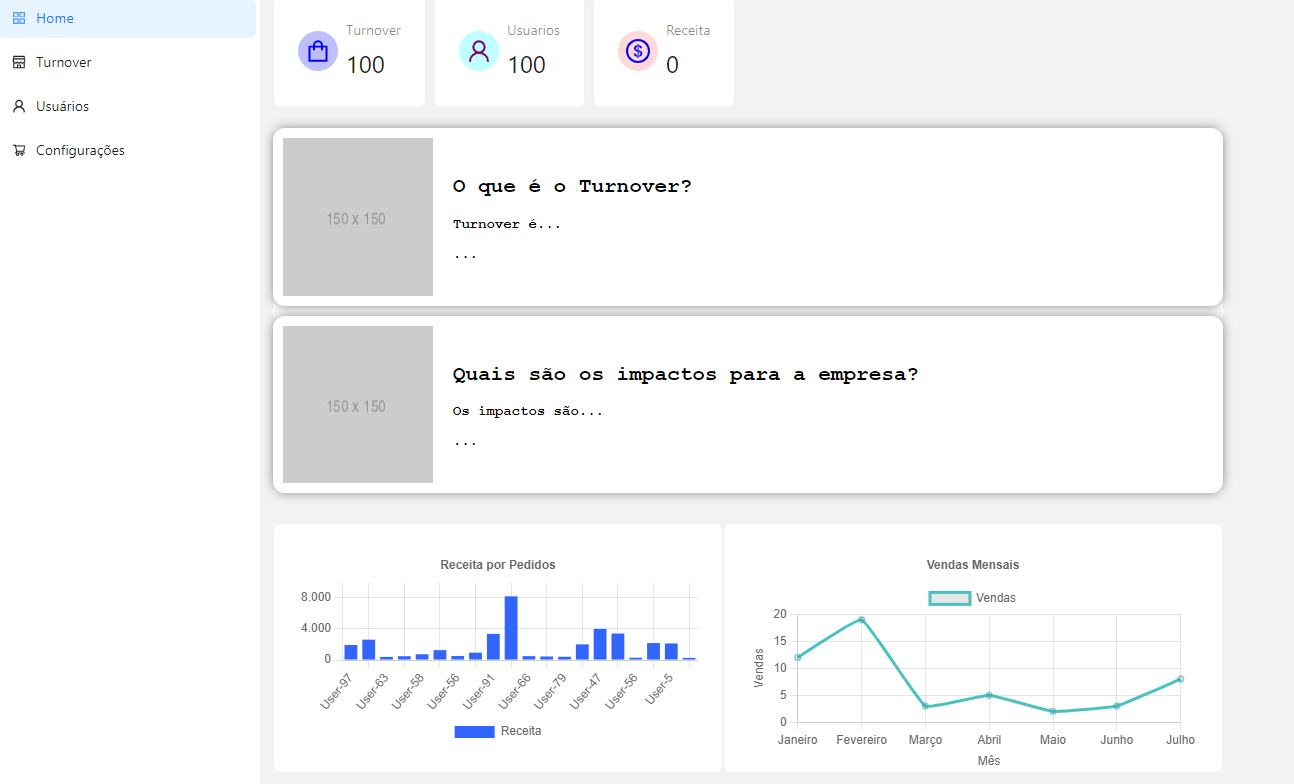 Home
Turnover
Usuários
Configurações
Turnover
100
Usuarios
100
Receita
0
150 x 150
O que é o Turnover?
Turnover é...
...
150 x 150
Quais são os impactos para a empresa?
Os impactos são...
...
Receita por Pedidos
8.000
4.000
0
User-97
User-63
User-58
User-56
User-91
User-66
User-79
User-47
User-56
User-5
Receita
Vendas Mensais
Vendas
Vendas
20
15
10
5
0
Janeiro
Fevereiro
Março
Abril
Maio
Junho
Julho
Mês